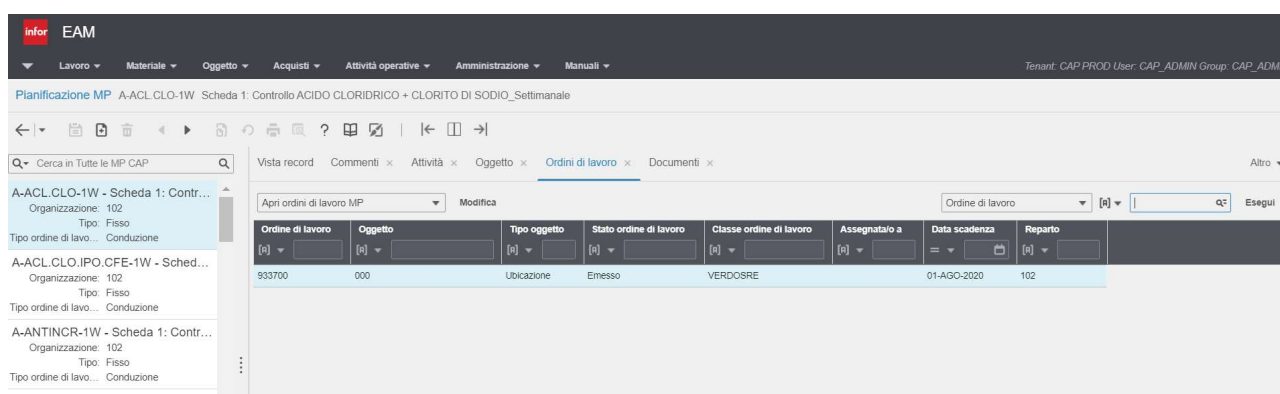 infor EAM
Lavoro Materiale Oggetto Acquisti Attività operative Amministrazione Manuali Tenant: CAP PROD User: CAP_ADMIN Group: CAP_ADM
Pianificazione MP A-ACL.CLO-1W Scheda 1: Controllo ACIDO CLORIDRICO + CLORITO DI SODIO_Settimanale
?
Cerca in Tutte le MP CAP
Vista record Commenti × Attività × Oggetto × Ordini di lavoro × Documenti × Altro
A-ACL.CLO-1W - Scheda 1: Contr...
Organizzazione: 102
Tipo: Fisso
Tipo ordine di lavo... Conduzione
A-ACL.CLO.IPO.CFE-1W - Sched...
Organizzazione: 102
Tipo: Fisso
Tipo ordine di lavo... Conduzione
A-ANTINCR-1W - Scheda 1: Contr...
Organizzazione: 102
Tipo: Fisso
Tipo ordine di lavo... Conduzione
Apri ordini di lavoro MP Modifica Ordine di lavoro [A] Esegui
Ordine di lavoro Oggetto Tipo oggetto Stato ordine di lavoro Classe ordine di lavoro Assegnata/o a Data scadenza Reparto
[A] [A] [A] [A] [A] [A] = [A]
933700 000 Ubicazione Emesso VERDOSRE 01-AGO-2020 102